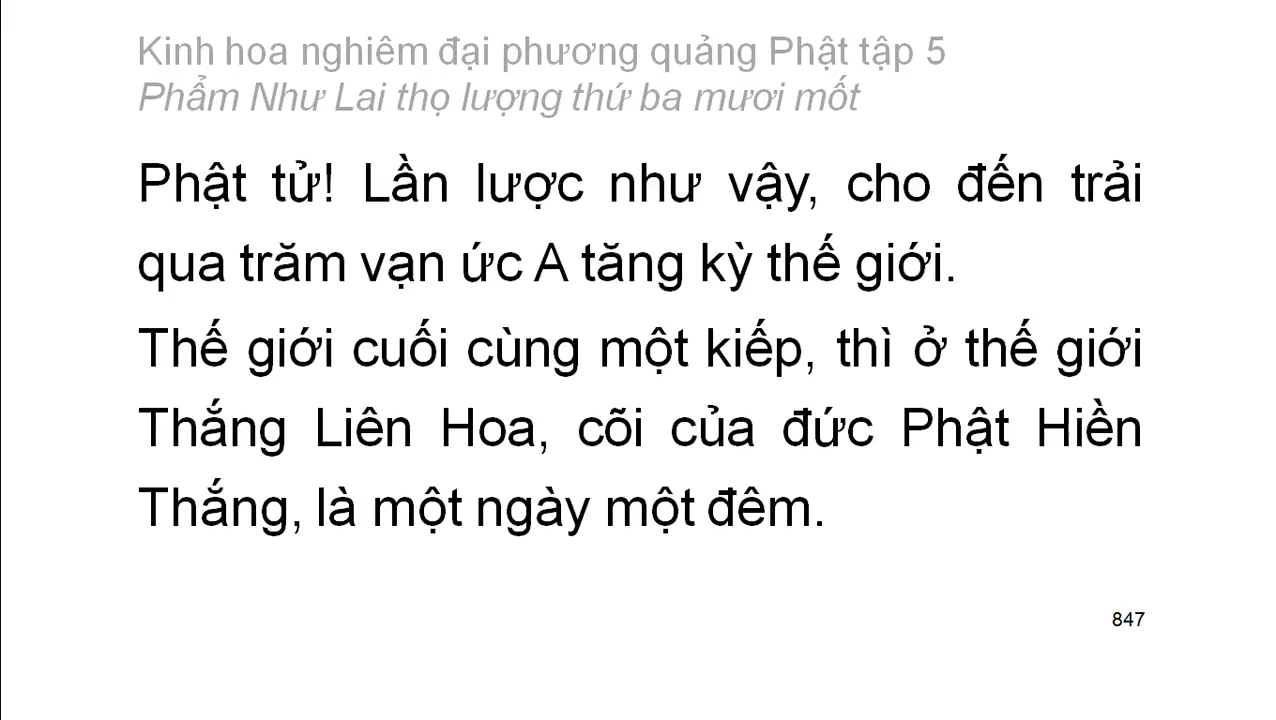 Kinh hoa nghiêm đại phương quảng Phật tập 5
Phẩm Như Lai thọ lượng thứ ba mươi mốt
Phật tử! Lần lược như vậy, cho đến trải
qua trăm vạn ức A tăng kỳ thế giới.
Thế giới cuối cùng một kiếp, thì ở thế giới
Thắng Liên Hoa, cõi của đức Phật Hiền
Thắng, là một ngày một đêm.
847